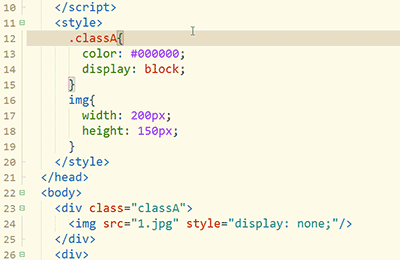 10 </script>
11 <style>
12 .classA{
13 color: #000000;
14 display: block;
15 }
16 img{
17 width: 200px;
18 height: 150px;
19 }
20 </style>
21 </head>
22 <body>
23 <div class="classA">
24 <img src="1.jpg" style="display: none;"/>
25 </div>
26 <div>